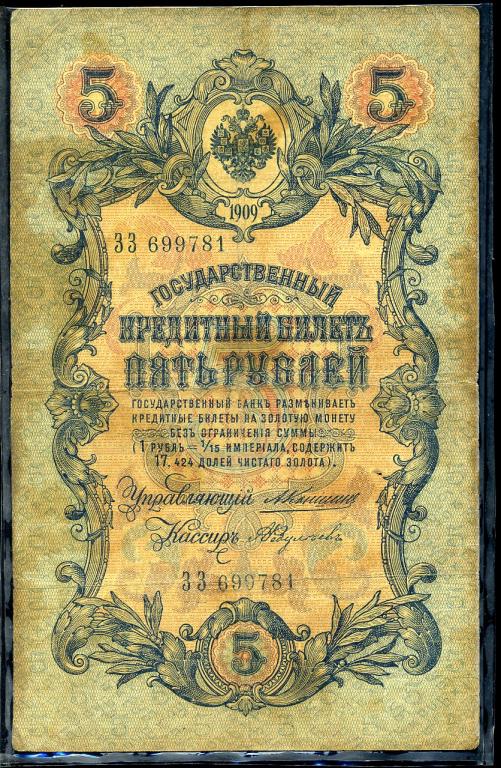 5 5
1909
ЗЗ 699781
ГОСУДАРСТВЕННЫЙ
КРЕДИТНЫЙ БИЛЕТЪ
ПЯТЬ РУБЛЕЙ
ГОСУДАРСТВЕННЫЙ БАНКЪ РАЗМѢНИВАЕТЪ
КРЕДИТНЫЕ БИЛЕТЫ НА ЗОЛОТУЮ МОНЕТУ
БЕЗЪ ОГРАНИЧЕНІЯ СУММЫ
(1 РУБЛЬ = 1/15 ИМПЕРІАЛА, СОДЕРЖИТЪ
17,424 ДОЛЕЙ ЧИСТАГО ЗОЛОТА).
Управляющій АКоншинъ
Кассиръ
ЗЗ 699781
5